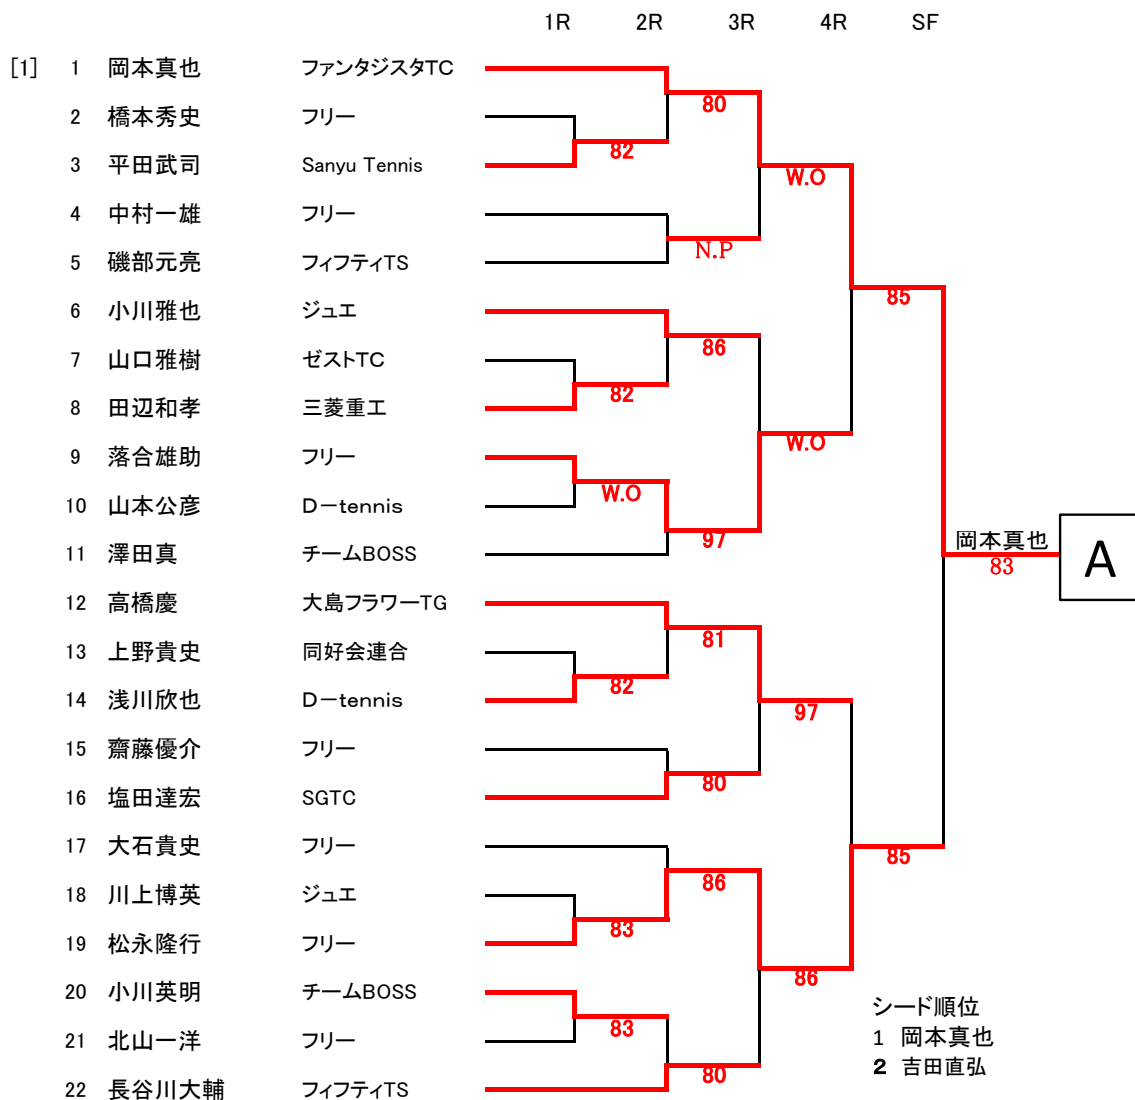 1R 2R 3R 4R SF
[1] 1 岡本真也 ファンタジスタTC
80
2 橋本秀史 フリー
82
3 平田武司 Sanyu Tennis
W.O
4 中村一雄 フリー
N.P
5 磯部元亮 フィフティTS
85
6 小川雅也 ジュエ
86
7 山口雅樹 ゼストTC
82
8 田辺和孝 三菱重工
W.O
9 落合雄助 フリー
W.O
10 山本公彦 D－tennis
97
11 澤田真 チームBOSS
岡本真也
83
A
12 高橋慶 大島フラワーTG
81
13 上野貴史 同好会連合
82
14 浅川欣也 D－tennis
97
15 齋藤優介 フリー
80
16 塩田達宏 SGTC
17 大石貴史 フリー
85
86
18 川上博英 ジュエ
83
19 松永隆行 フリー
86
20 小川英明 チームBOSS
83
21 北山一洋 フリー
80
22 長谷川大輔 フィフティTS
シード順位
1 岡本真也
2 吉田直弘